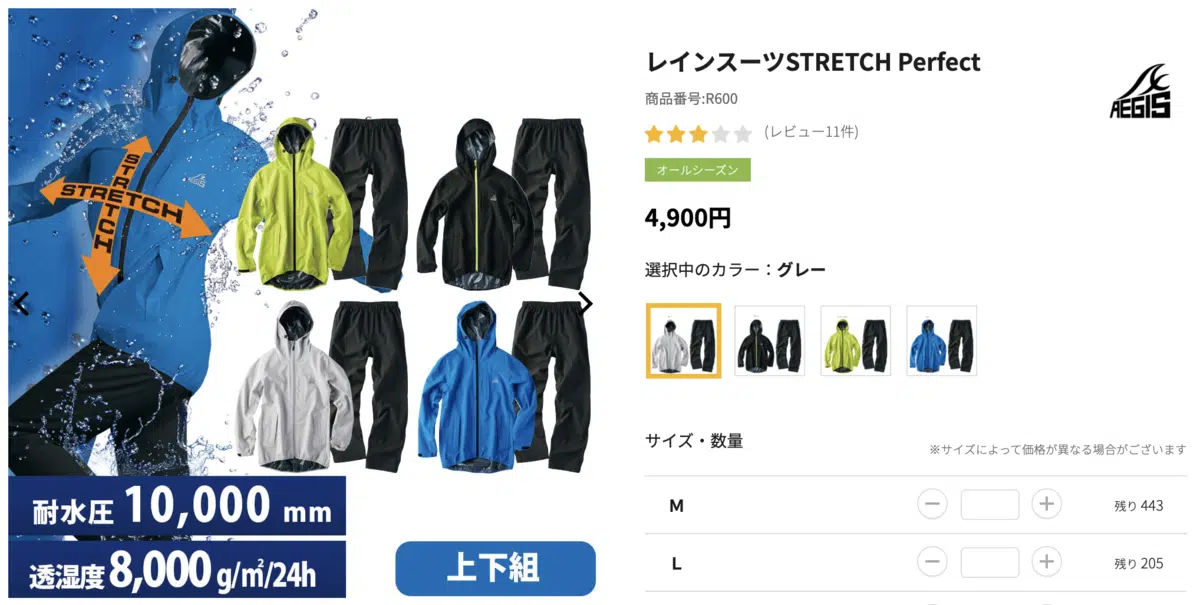 STRETCH
STRETCH
耐水圧 10,000 mm
透湿度 8,000 g/㎡/24h
上下組
レインスーツSTRETCH Perfect
商品番号:R600
AEGIS
(レビュー11件)
オールシーズン
4,900円
選択中のカラー：グレー
サイズ・数量
※サイズによって価格が異なる場合がございます
M
残り 443
L
残り 205